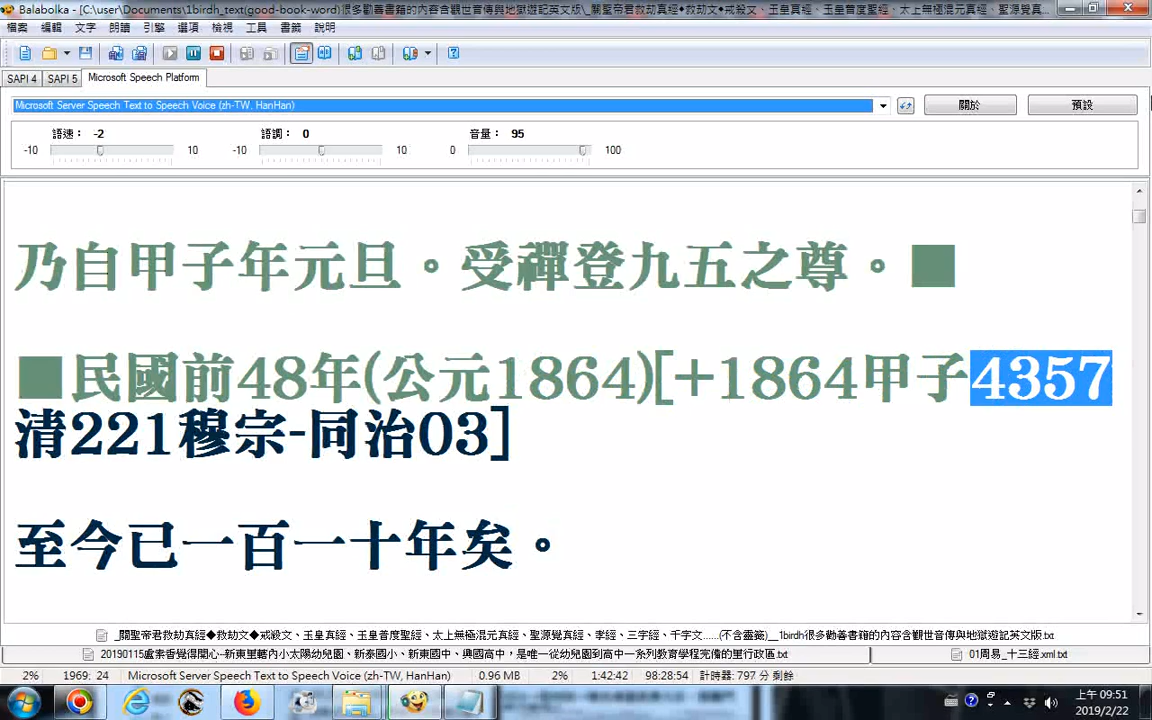 Balabolka - [C:\user\Documents\1birdh_text(good-book-word)很多勸善書籍的內容含觀世音傳與地獄遊記英文版\_關聖帝君救劫真經◆救劫文◆戒殺文、玉皇真經、玉皇普度聖經、太上無極混元真經、聖源覺真經、...
檔案 編輯 文字 朗讀 引擎 選項 檢視 工具 書籤 說明
SAPI 4 SAPI 5 Microsoft Speech Platform
Microsoft Server Speech Text to Speech Voice (zh-TW, HanHan) 關於 預設
語速： -2 語調： 0 音量： 95
-10 10 -10 10 0 100
乃自甲子年元旦。受禪登九五之尊。■
■民國前48年(公元1864)[+1864甲子4357
清221穆宗-同治03]
至今已一百一十年矣。
_關聖帝君救劫真經◆救劫文◆戒殺文、玉皇真經、玉皇普度聖經、太上無極混元真經、聖源覺真經、孝經、三字經、千字文......(不含靈籤)__1birdh很多勸善書籍的內容含觀世音傳與地獄遊記英文版.txt
20190115盧素香覺得開心--新東里轄內小太陽幼兒園、新泰國小、新東國中、興國高中，是唯一從幼兒園到高中一系列教育學程完備的里行政區.txt 01周易_十三經.xml.txt
2% 1969: 24 Microsoft Server Speech Text to Speech Voice (zh-TW, HanHan) 0.96 MB 2% 1:42:42 98:28:54 計時器: 797 分 剩餘
上午 09:51
2019/2/22